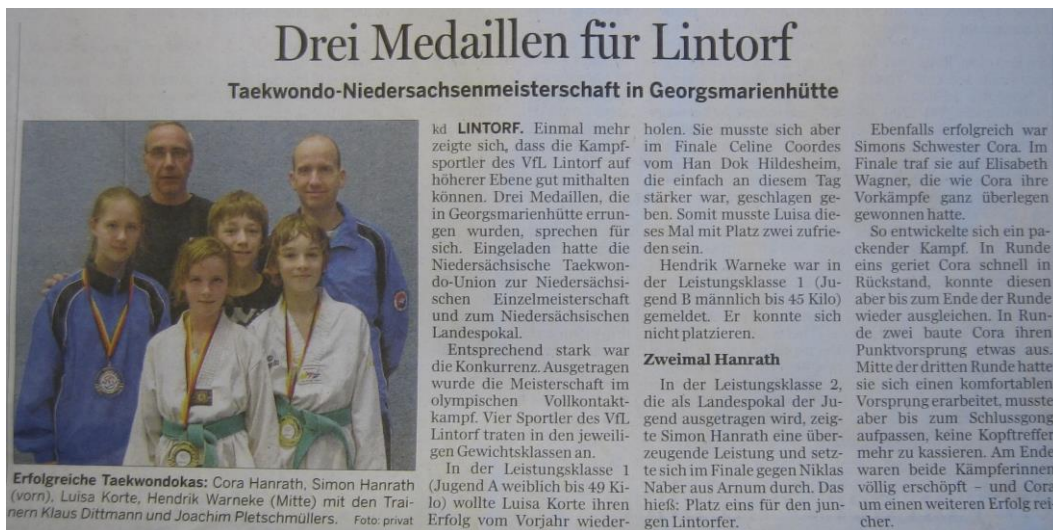 Drei Medaillen für Lintorf
Taekwondo-Niedersachsenmeisterschaft in Georgsmarienhütte
Erfolgreiche Taekwondokas: Cora Hanrath, Simon Hanrath
(vorn), Luisa Korte, Hendrik Warneke (Mitte) mit den Trai-
nern Klaus Dittmann und Joachim Pletschmüllers. Foto: privat
kd LINTORF. Einmal mehr
zeigte sich, dass die Kampf-
sportler des VfL Lintorf auf
höherer Ebene gut mithalten
können. Drei Medaillen, die
in Georgsmarienhütte errun-
gen wurden, sprechen für
sich. Eingeladen hatte die
Niedersächsische Taekwon-
do-Union zur Niedersächsi-
schen Einzelmeisterschaft
und zum Niedersächsischen
Landespokal.
Entsprechend stark war
die Konkurrenz. Ausgetragen
wurde die Meisterschaft im
olympischen Vollkontakt-
kampf. Vier Sportler des VfL
Lintorf traten in den jeweili-
gen Gewichtsklassen an.
In der Leistungsklasse 1
(Jugend A weiblich bis 49 Ki-
lo) wollte Luisa Korte ihren
Erfolg vom Vorjahr wieder-
holen. Sie musste sich aber
im Finale Celine Coordes
vom Han Dok Hildesheim,
die einfach an diesem Tag
stärker war, geschlagen ge-
ben. Somit musste Luisa die-
ses Mal mit Platz zwei zufrie-
den sein.
Hendrik Warneke war in
der Leistungsklasse 1 (Ju-
gend B männlich bis 45 Kilo)
gemeldet. Er konnte sich
nicht platzieren.
Zweimal Hanrath
In der Leistungsklasse 2,
die als Landespokal der Ju-
gend ausgetragen wird, zeig-
te Simon Hanrath eine über-
zeugende Leistung und setz-
te sich im Finale gegen Niklas
Naber aus Arnum durch. Das
hieß: Platz eins für den jun-
gen Lintorfer.
Ebenfalls erfolgreich war
Simons Schwester Cora. Im
Finale traf sie auf Elisabeth
Wagner, die wie Cora ihre
Vorkämpfe ganz überlegen
gewonnen hatte.
So entwickelte sich ein pa-
ckender Kampf. In Runde
eins geriet Cora schnell in
Rückstand, konnte diesen
aber bis zum Ende der Runde
wieder ausgleichen. In Run-
de zwei baute Cora ihren
Punktvorsprung etwas aus.
Mitte der dritten Runde hatte
sie sich einen komfortablen
Vorsprung erarbeitet, musste
aber bis zum Schlussgong
aufpassen, keine Kopftreffer
mehr zu kassieren. Am Ende
waren beide Kämpferinnen
völlig erschöpft – und Cora
um einen weiteren Erfolg rei-
cher.